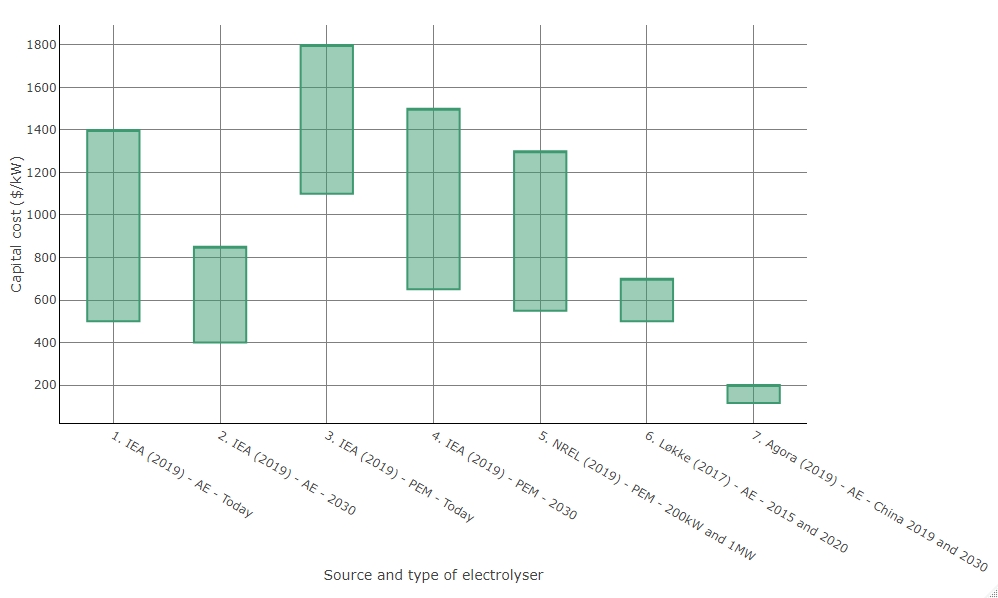 Capital cost ($/kW)
1800
1600
1400
1200
1000
800
600
400
200
1. IEA (2019) - AE - Today
2. IEA (2019) - AE - 2030
3. IEA (2019) - PEM - Today
4. IEA (2019) - PEM - 2030
5. NREL (2019) - PEM - 200kW and 1MW
6. Løkke (2017) - AE - 2015 and 2020
7. Agora (2019) - AE - China 2019 and 2030
Source and type of electrolyser